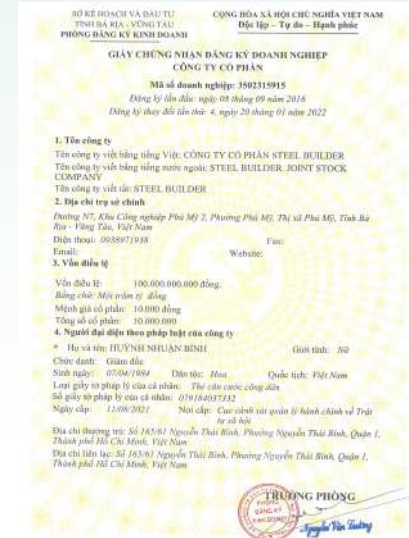 SỞ KẾ HOẠCH VÀ ĐẦU TƯ
TỈNH BÀ RỊA - VŨNG TÀU
PHÒNG ĐĂNG KÝ KINH DOANH
CỘNG HÒA XÃ HỘI CHỦ NGHĨA VIỆT NAM
Độc lập - Tự do - Hạnh phúc
GIẤY CHỨNG NHẬN ĐĂNG KÝ DOANH NGHIỆP
CÔNG TY CỔ PHẦN
Mã số doanh nghiệp: 3502315915
Đăng ký lần đầu: ngày 08 tháng 09 năm 2016
Đăng ký thay đổi lần thứ: 4, ngày 20 tháng 01 năm 2022
1. Tên công ty
Tên công ty viết bằng tiếng Việt: CÔNG TY CỔ PHẦN STEEL BUILDER
Tên công ty viết bằng tiếng nước ngoài: STEEL BUILDER JOINT STOCK
COMPANY
Tên công ty viết tắt: STEEL BUILDER
2. Địa chỉ trụ sở chính
Đường N7, Khu Công nghiệp Phú Mỹ 2, Phường Phú Mỹ, Thị xã Phú Mỹ, Tỉnh Bà
Rịa - Vũng Tàu, Việt Nam
Điện thoại: 0938971938 Fax:
Email: Website:
3. Vốn điều lệ
Vốn điều lệ: 100.000.000.000 đồng.
Bằng chữ: Một trăm tỷ đồng
Mệnh giá cổ phần: 10.000 đồng
Tổng số cổ phần: 10.000.000
4. Người đại diện theo pháp luật của công ty
* Họ và tên: HUỲNH NHUẬN BÌNH Giới tính: Nữ
Chức danh: Giám đốc
Sinh ngày: 07/04/1984 Dân tộc: Hoa Quốc tịch: Việt Nam
Loại giấy tờ pháp lý của cá nhân: Thẻ căn cước công dân
Số giấy tờ pháp lý của cá nhân: 079184037332
Ngày cấp: 11/08/2021 Nơi cấp: Cục cảnh sát quản lý hành chính về Trật
tự xã hội
Địa chỉ thường trú: Số 165/61 Nguyễn Thái Bình, Phường Nguyễn Thái Bình, Quận 1,
Thành phố Hồ Chí Minh, Việt Nam
Địa chỉ liên lạc: Số 165/61 Nguyễn Thái Bình, Phường Nguyễn Thái Bình, Quận 1,
Thành phố Hồ Chí Minh, Việt Nam
TRƯỞNG PHÒNG
PHÒNG
ĐĂNG KÝ
KINH DOANH
Nguyễn Văn